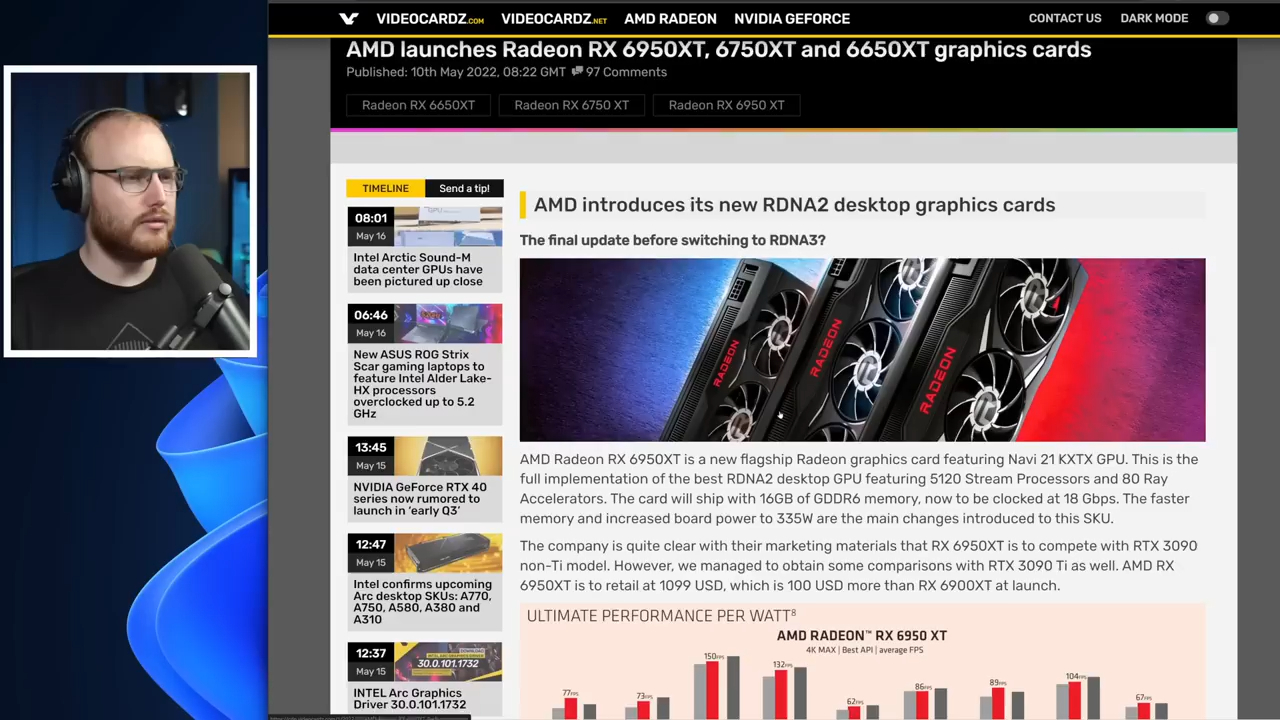 VIDEOCARDZ.COM
VIDEOCARDZ.NET
AMD RADEON
NVIDIA GEFORCE
CONTACT US
DARK MODE
AMD launches Radeon RX 6950XT, 6750XT and 6650XT graphics cards
Published: 10th May 2022, 08:22 GMT 97 Comments
Radeon RX 6650XT
Radeon RX 6750 XT
Radeon RX 6950 XT
TIMELINE
Send a tip!
08:01
May 16
Intel Arctic Sound-M
data center GPUs have
been pictured up close
06:46
May 16
New ASUS ROG Strix
Scar gaming laptops to
feature Intel Alder Lake-
HX processors
overclocked up to 5.2
GHz
13:45
May 15
NVIDIA GeForce RTX 40
series now rumored to
launch in 'early Q3'
12:47
May 15
Intel confirms upcoming
Arc desktop SKUs: A770,
A750, A580, A380 and
A310
12:37
May 15
30.0.101.1732
INTEL Arc Graphics
Driver 30.0.101.1732
AMD introduces its new RDNA2 desktop graphics cards
The final update before switching to RDNA3?
RADEON
RADEON
RADEON
AMD Radeon RX 6950XT is a new flagship Radeon graphics card featuring Navi 21 KXTX GPU. This is the
full implementation of the best RDNA2 desktop GPU featuring 5120 Stream Processors and 80 Ray
Accelerators. The card will ship with 16GB of GDDR6 memory, now to be clocked at 18 Gbps. The faster
memory and increased board power to 335W are the main changes introduced to this SKU.
The company is quite clear with their marketing materials that RX 6950XT is to compete with RTX 3090
non-Ti model. However, we managed to obtain some comparisons with RTX 3090 Ti as well. AMD RX
6950XT is to retail at 1099 USD, which is 100 USD more than RX 6900XT at launch.
ULTIMATE PERFORMANCE PER WATT8
AMD RADEON™ RX 6950 XT
4K MAX | Best API | average FPS
77FPS
73FPS
150FPS
132FPS
62FPS
86FPS
89FPS
104FPS
67FPS